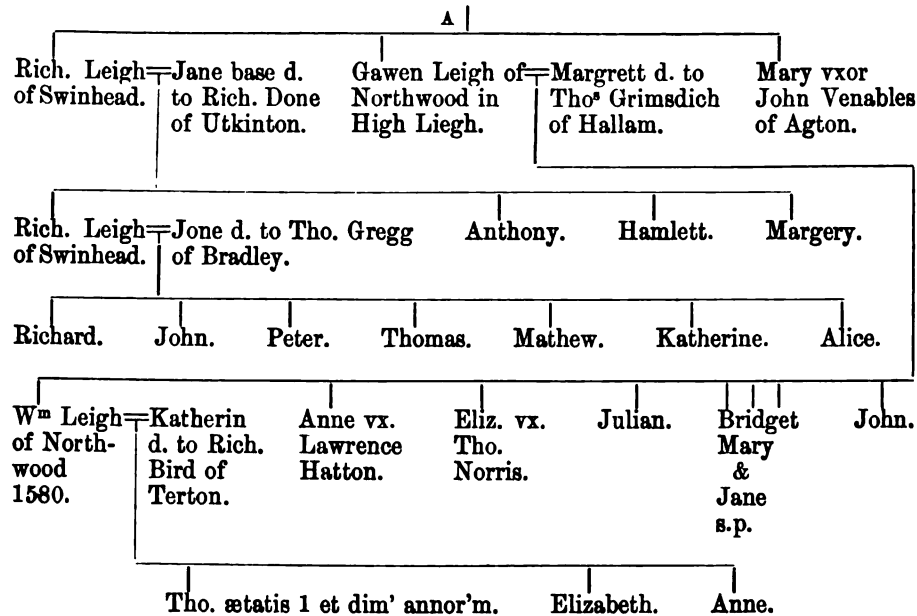 A
Rich. Leigh=Jane base d. Gawen Leigh of=Margrett d. to Mary vxor
of Swinhead. to Rich. Done Northwood in Thoˢ Grimsdich John Venables
of Utkinton. High Liegh. of Hallam. of Agton.
Rich. Leigh=Jone d. to Tho. Gregg Anthony. Hamlett. Margery.
of Swinhead. of Bradley.
Richard. John. Peter. Thomas. Mathew. Katherine. Alice.
Wᵐ Leigh=Katherin Anne vx. Eliz. vx. Julian. Bridget John.
of North- d. to Rich. Lawrence Tho. Mary
wood Bird of Hatton. Norris. &
1580. Terton. Jane
s.p.
Tho. ætatis 1 et dim' annor'm. Elizabeth. Anne.